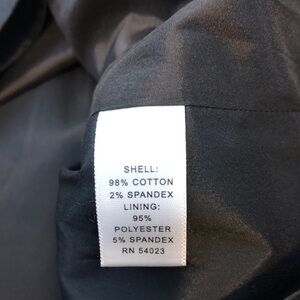 SHELL:
98% COTTON
2% SPANDEX
LINING:
95%
POLYESTER
5% SPANDEX
RN 54023